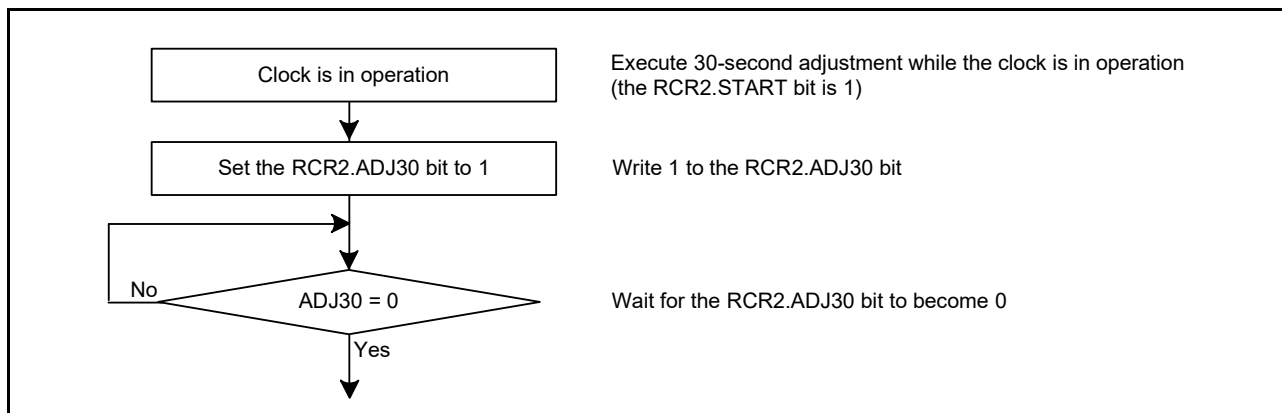 Clock is in operation
Execute 30-second adjustment while the clock is in operation
(the RCR2.START bit is 1)
Set the RCR2.ADJ30 bit to 1
Write 1 to the RCR2.ADJ30 bit
No
ADJ30 = 0
Wait for the RCR2.ADJ30 bit to become 0
Yes